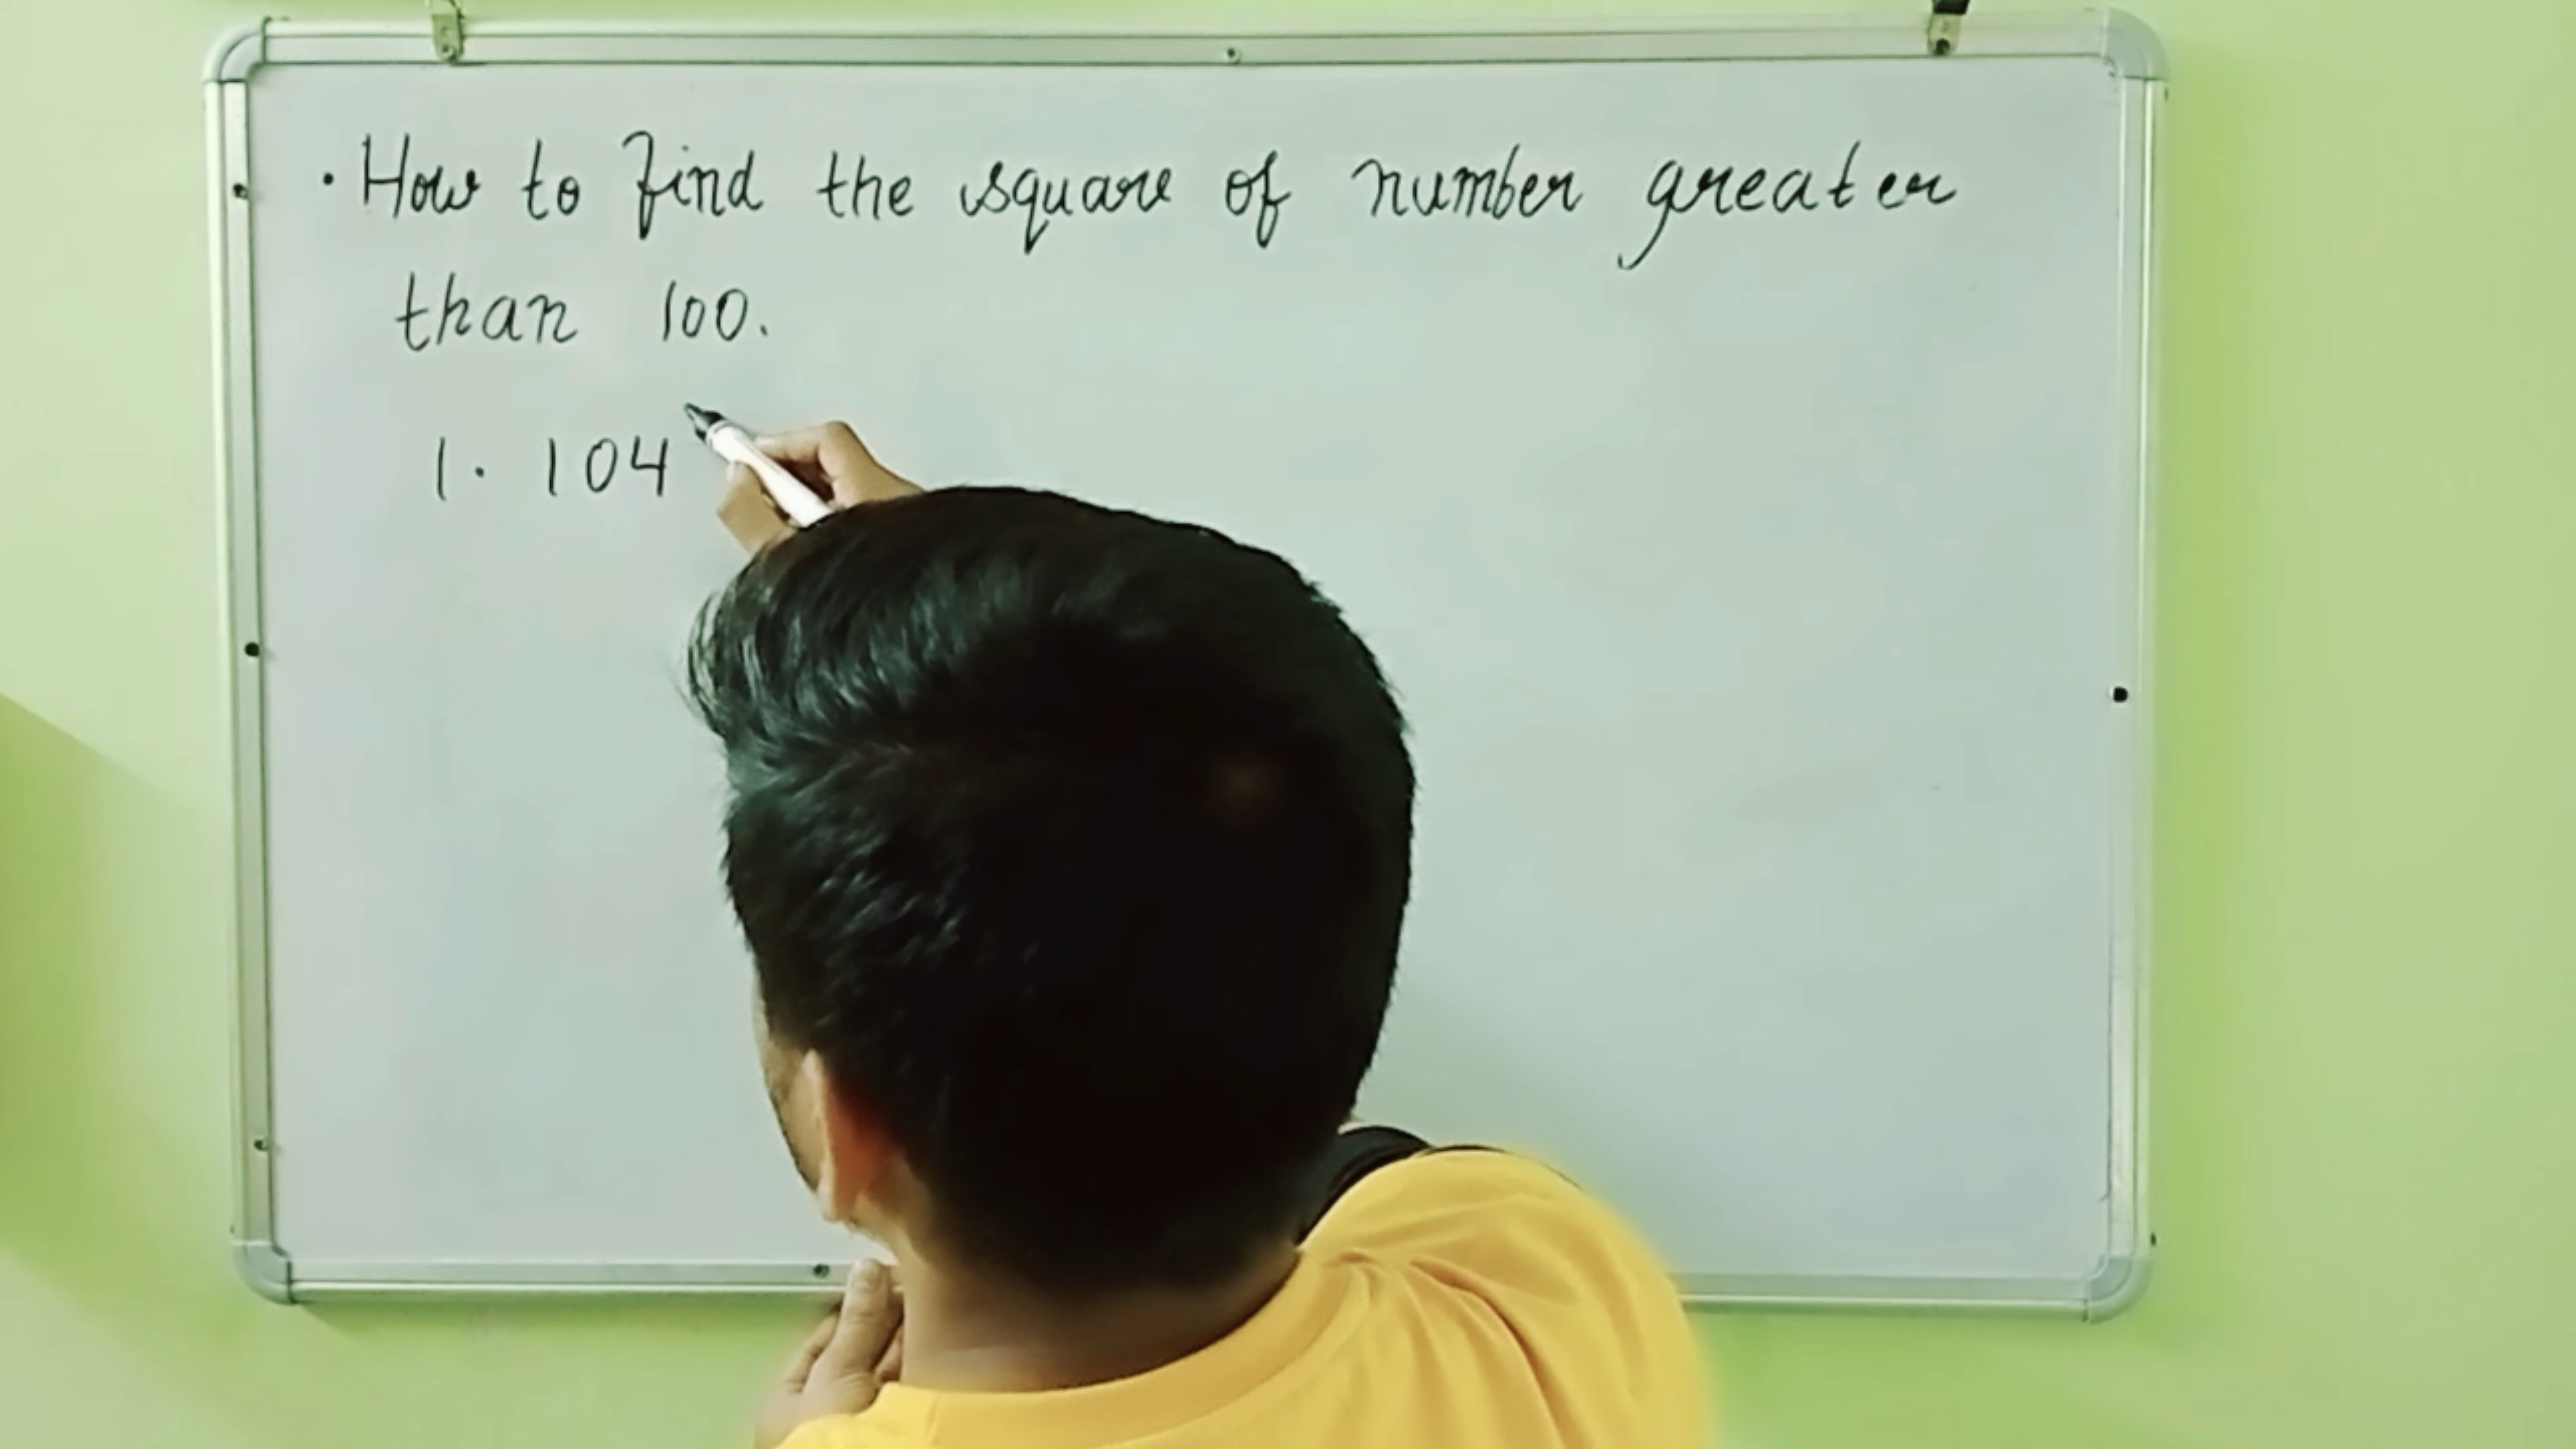 · How to find the square of number greater
than 100.
1. 104